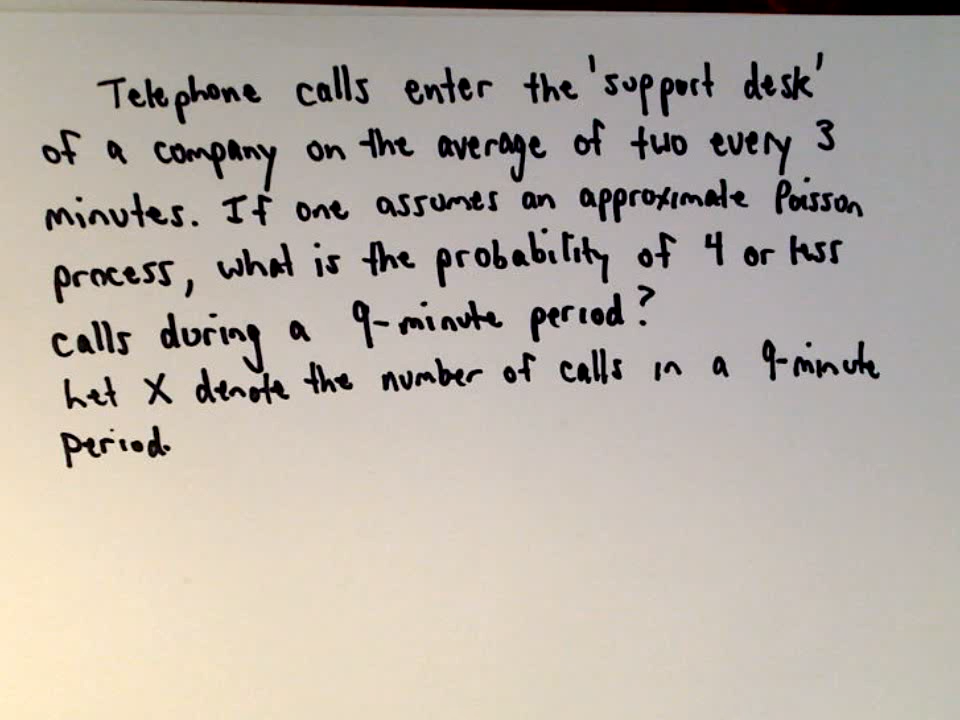 Telephone calls enter the 'support desk'
of a company on the average of two every 3
minutes. If one assumes an approximate Poisson
process, what is the probability of 4 or less
calls during a 9-minute period?
Let X denote the number of calls in a 9-minute
period.